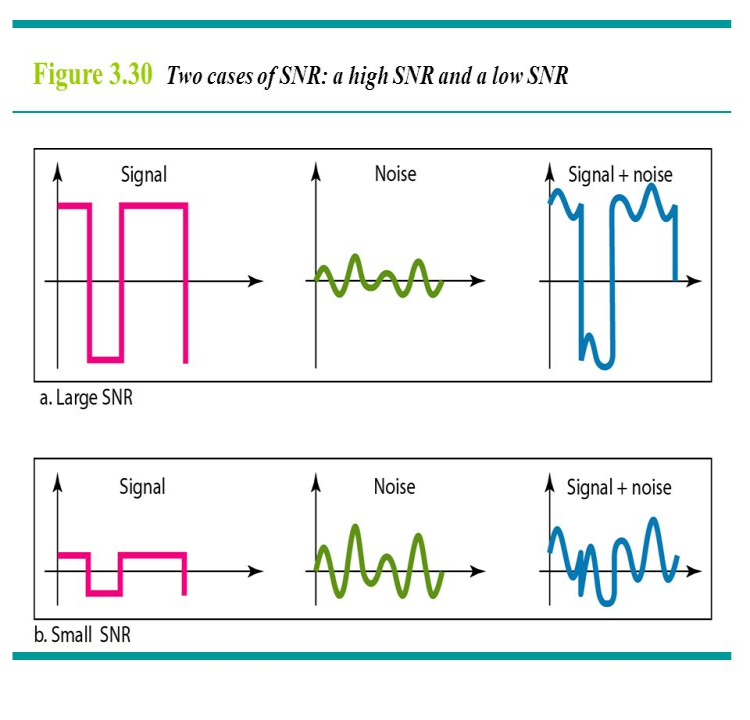 Figure 3.30 Two cases of SNR: a high SNR and a low SNR
Signal Noise Signal + noise
a. Large SNR
Signal Noise Signal + noise
b. Small SNR